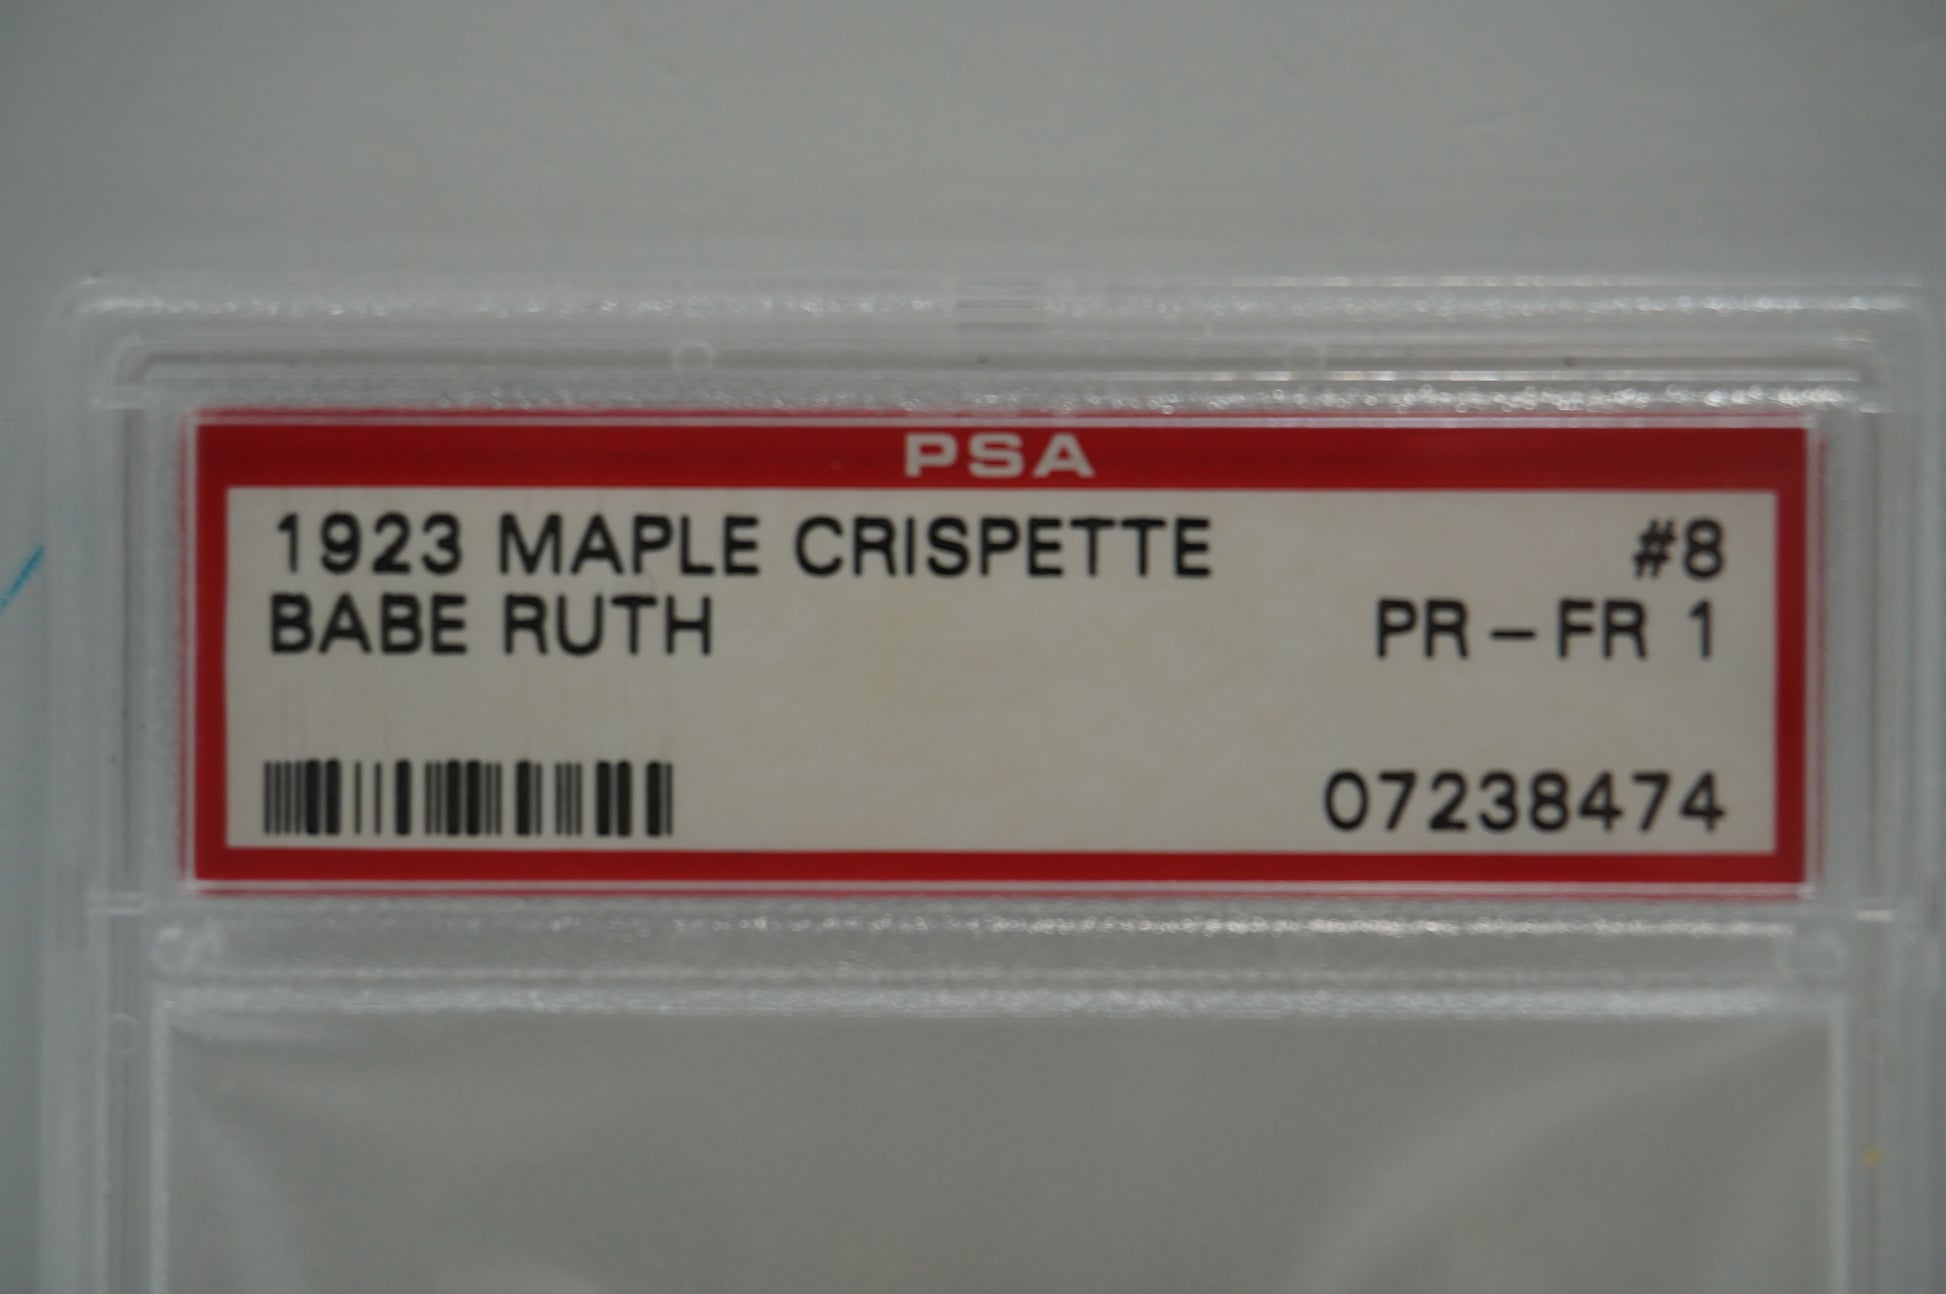 PSA
1923 MAPLE CRISPETTE #8
BABE RUTH PR-FR 1
07238474